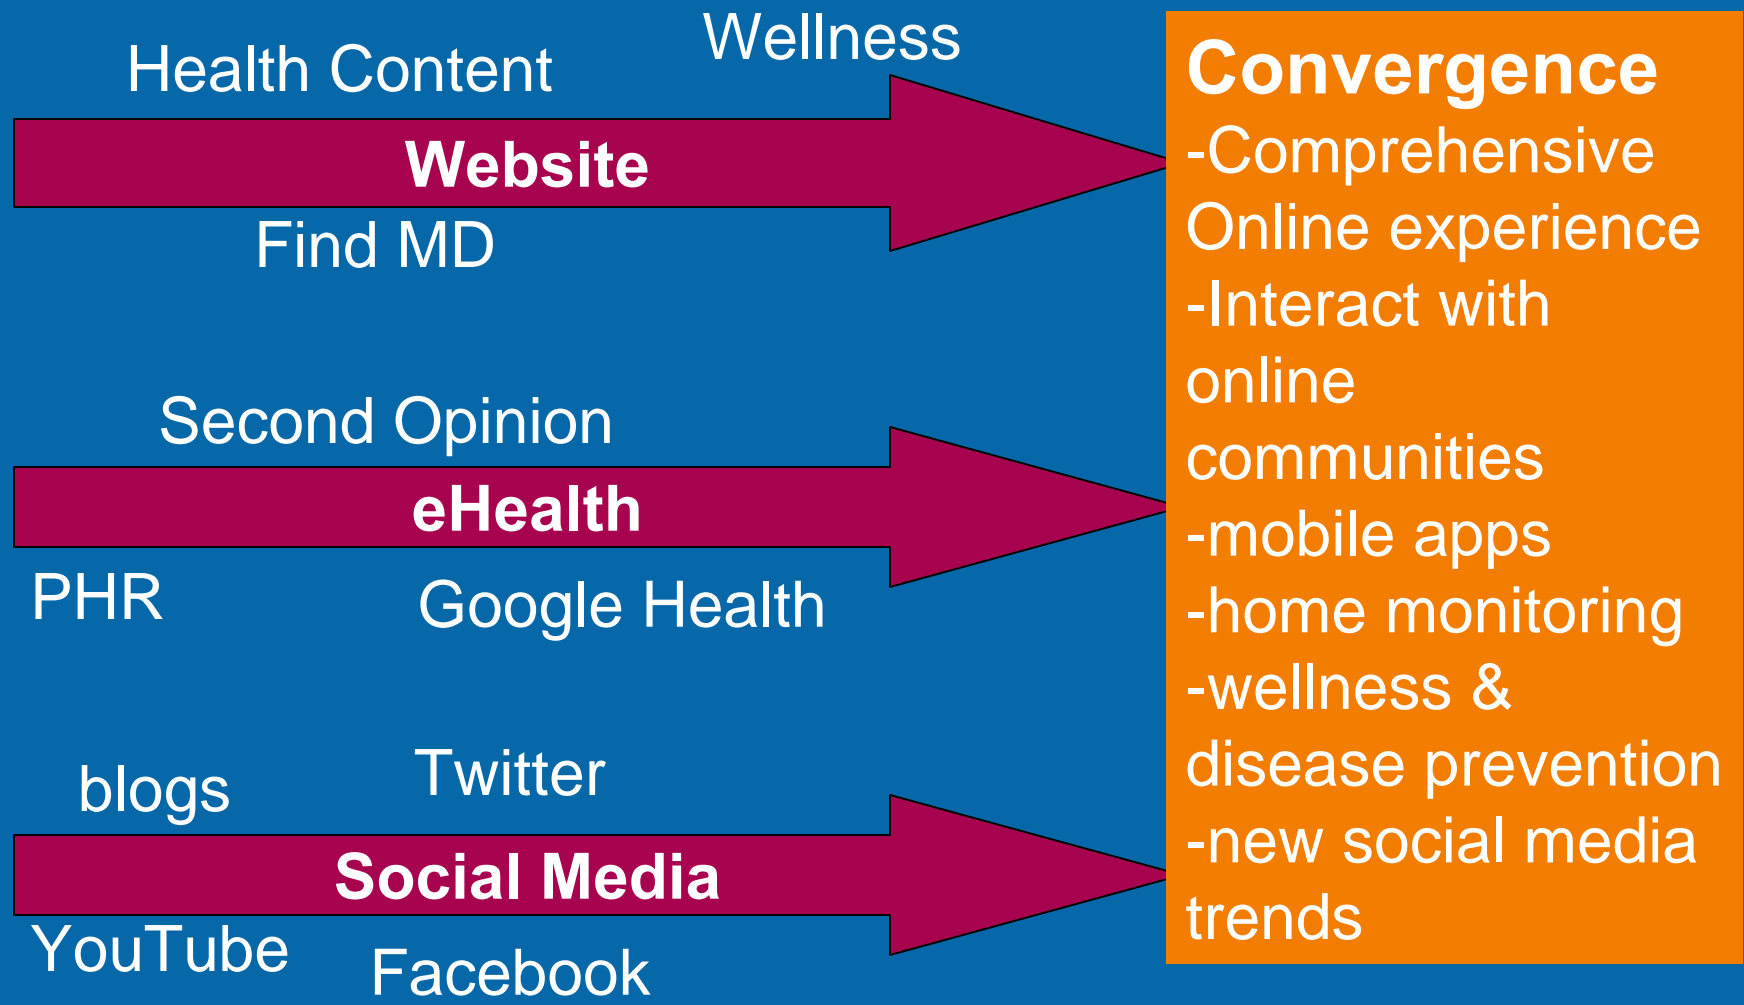 Wellness
Health Content
Website
Find MD
Second Opinion
eHealth
PHR
Google Health
Twitter
blogs
Social Media
YouTube
Facebook
Convergence
-Comprehensive
Online experience
-Interact with
online
communities
-mobile apps
-home monitoring
-wellness &
disease prevention
-new social media
trends